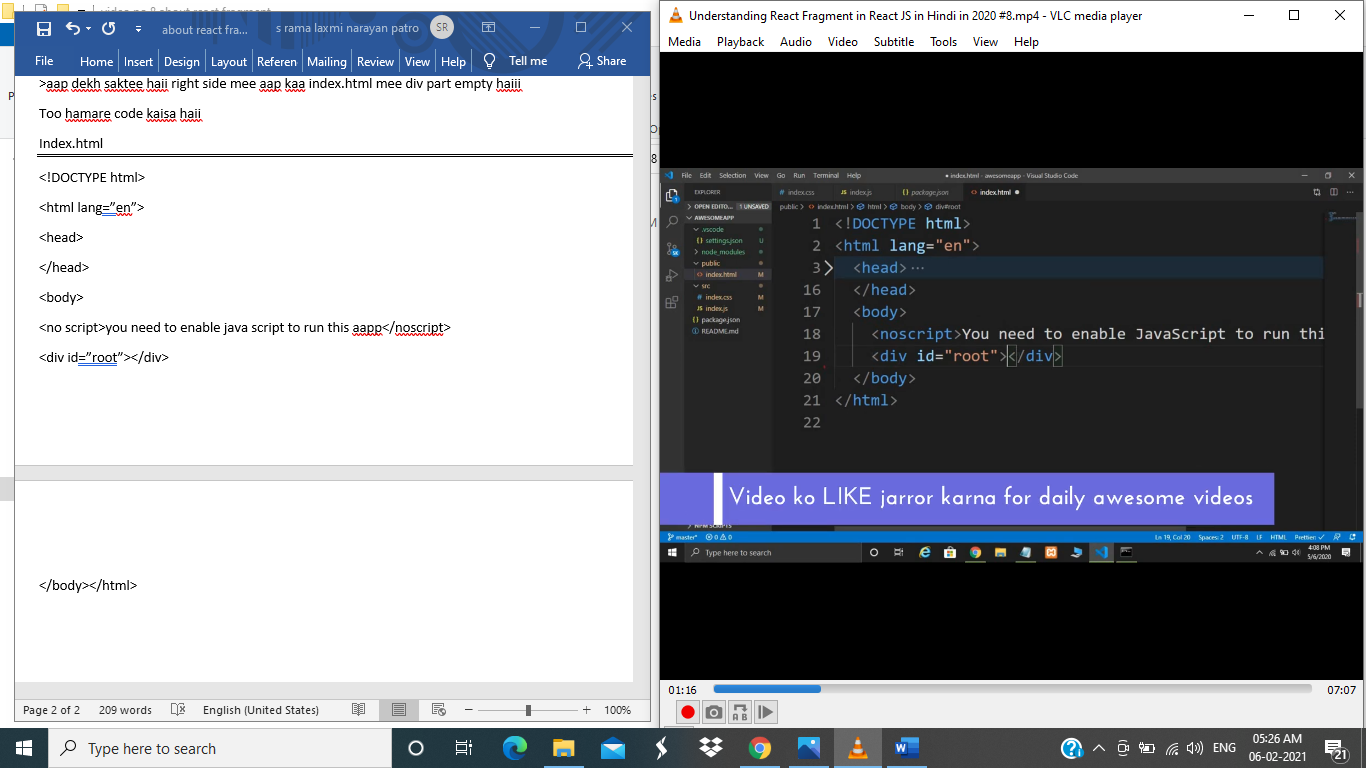 video no 8 about react fragment
about react fra...
s rama laxmi narayan patro
SR
File Home Insert Design Layout Referen Mailing Review View Help Tell me Share
>aap dekh saktee haii right side mee aap kaa index.html mee div part empty haiii
Too hamare code kaisa haii
Index.html
<!DOCTYPE html>
<html lang=”en”>
<head>
</head>
<body>
<no script>you need to enable java script to run this aapp</noscript>
<div id=”root”></div>
</body></html>
Page 2 of 2 209 words English (United States) 100%
Understanding React Fragment in React JS in Hindi in 2020 #8.mp4 - VLC media player
Media Playback Audio Video Subtitle Tools View Help
File Edit Selection View Go Run Terminal Help
● index.html - awesomeapp - Visual Studio Code
EXPLORER
index.css
index.js
package.json
index.html
OPEN EDITO... 1 UNSAVED
public > index.html > html > body > div#root
AWESOMEAPP
.vscode
settings.json U
node_modules
public
index.html M
src
index.css M
index.js M
package.json
README.md
1 <!DOCTYPE html>
2 <html lang="en">
3 <head> ...
16 </head>
17 <body>
18 <noscript>You need to enable JavaScript to run thi
19 <div id="root"></div>
20 </body>
21 </html>
22
Video ko LIKE jarror karna for daily awesome videos
NPM SCRIPTS
master* 0 0 Ln 19, Col 20 Spaces: 2 UTF-8 LF HTML Prettier: ✓
Type here to search
4:08 PM
5/6/2020
01:16
07:07
Type here to search
ENG
05:26 AM
06-02-2021
21